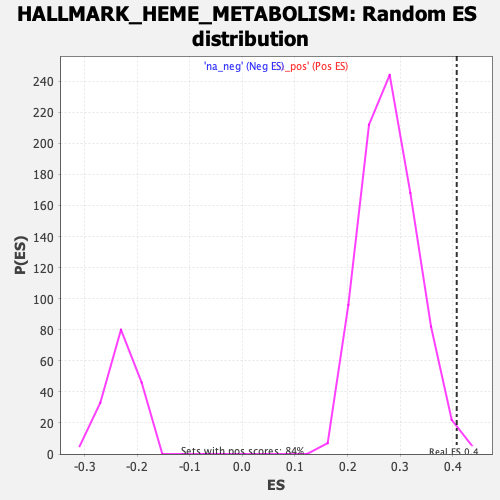 HALLMARK_HEME_METABOLISM: Random ES
distribution
'na_neg' (Neg ES)_pos' (Pos ES)
240
220
200
180
160
140
120
100
80
60
40
20
0
P(ES)
Sets with pos scores: 84%
Real ES 0.4
-0.3 -0.2 -0.1 0.0 0.1 0.2 0.3 0.4
ES